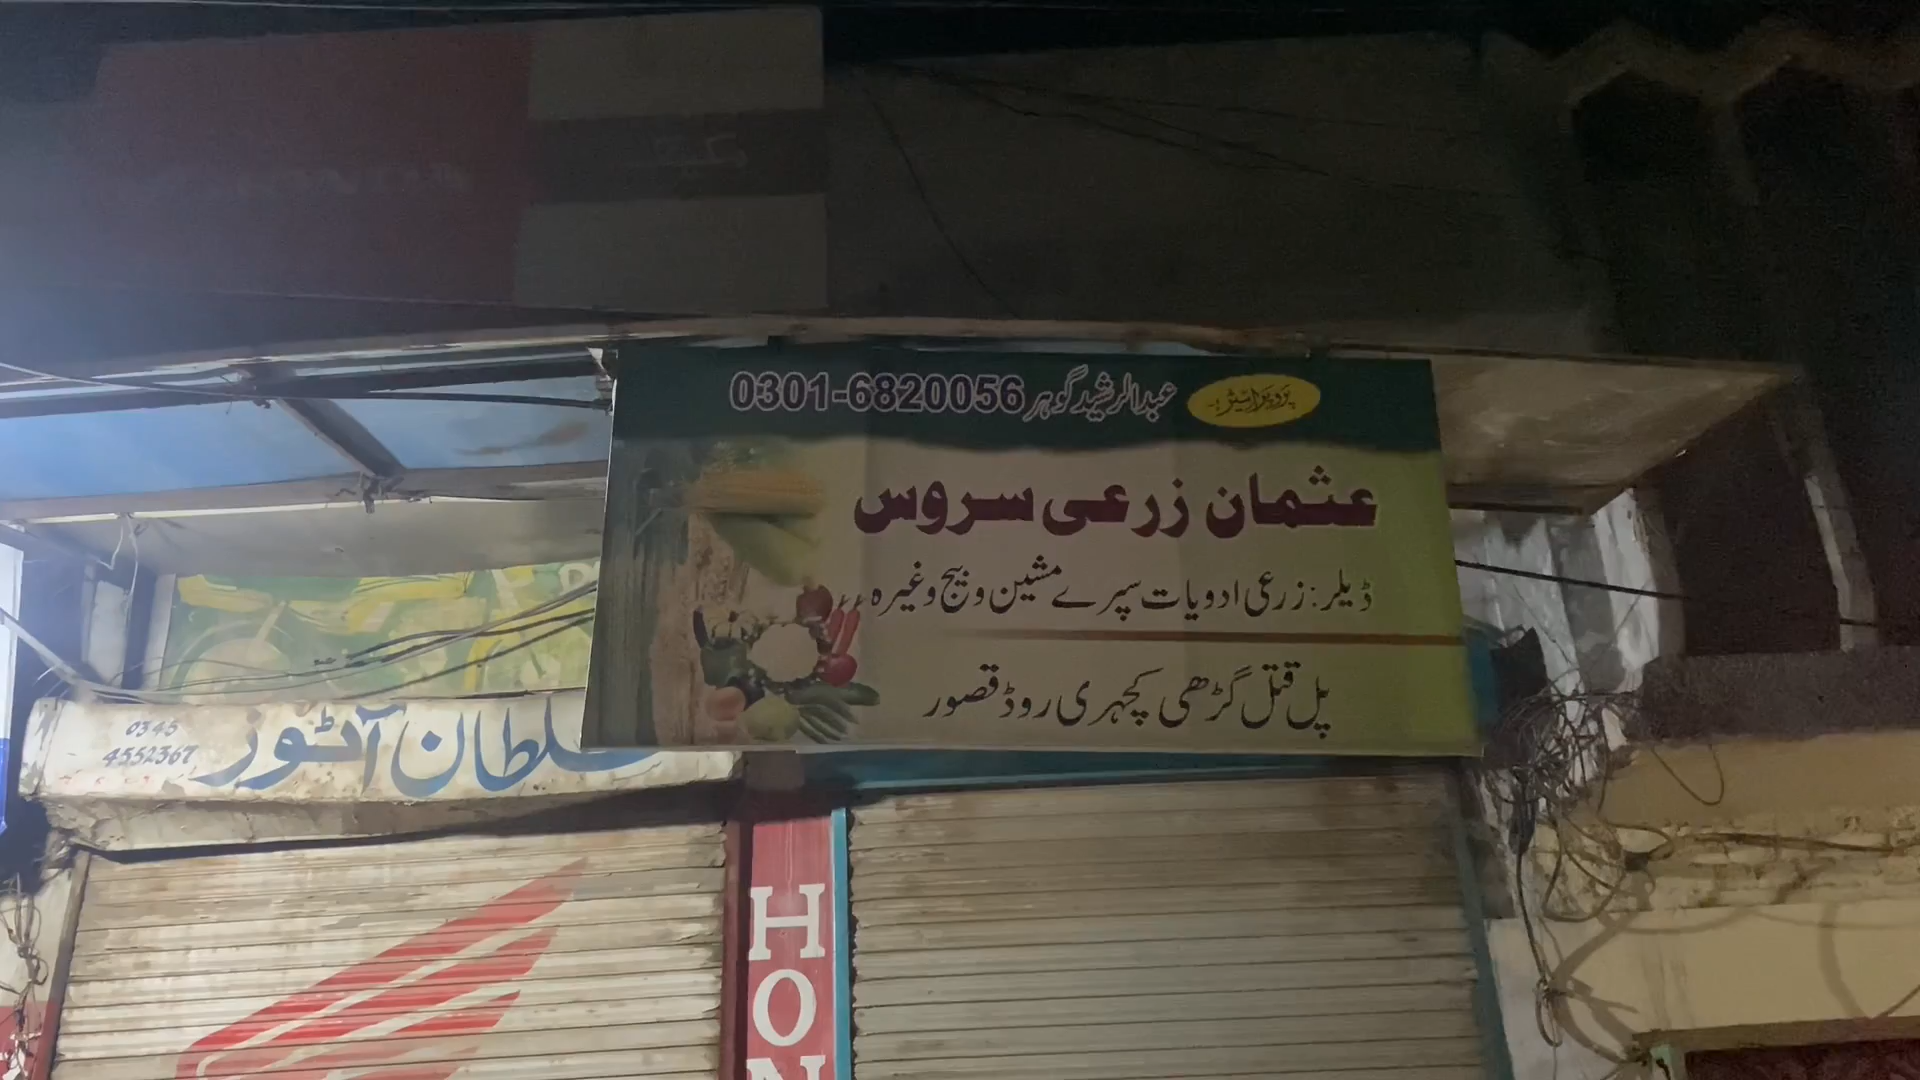 پروپرائیٹر:۔ عبدالرشید گوہر 0301-6820056
عثمان زرعی سروس
ڈیلر: زرعی ادویات سپرے مشین و بیج وغیرہ
پل قتل گڑھی کچہری روڈ قصور
سلطان آٹوز
0345
4552367
HON